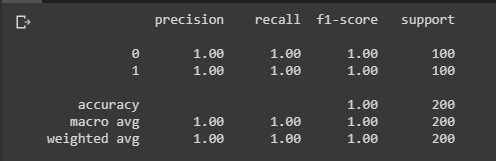 precision recall f1-score support
0 1.00 1.00 1.00 100
1 1.00 1.00 1.00 100
accuracy 1.00 200
macro avg 1.00 1.00 1.00 200
weighted avg 1.00 1.00 1.00 200